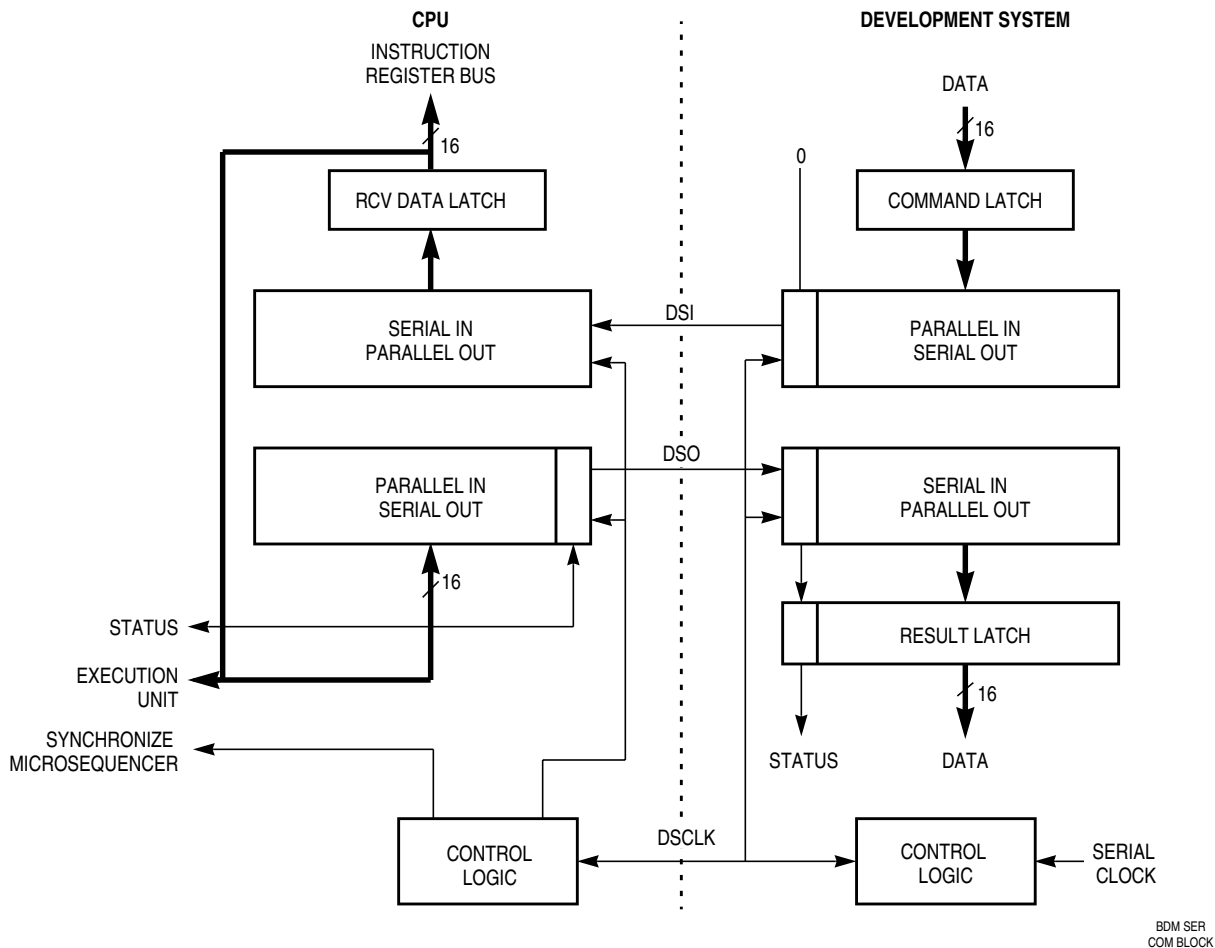 CPU
DEVELOPMENT SYSTEM
INSTRUCTION
REGISTER BUS
DATA
16
16
0
RCV DATA LATCH
COMMAND LATCH
DSI
SERIAL IN
PARALLEL OUT
PARALLEL IN
SERIAL OUT
DSO
PARALLEL IN
SERIAL OUT
SERIAL IN
PARALLEL OUT
16
STATUS
RESULT LATCH
EXECUTION
UNIT
16
SYNCHRONIZE
MICROSEQUENCER
STATUS
DATA
DSCLK
CONTROL
LOGIC
CONTROL
LOGIC
SERIAL
CLOCK
BDM SER
COM BLOCK